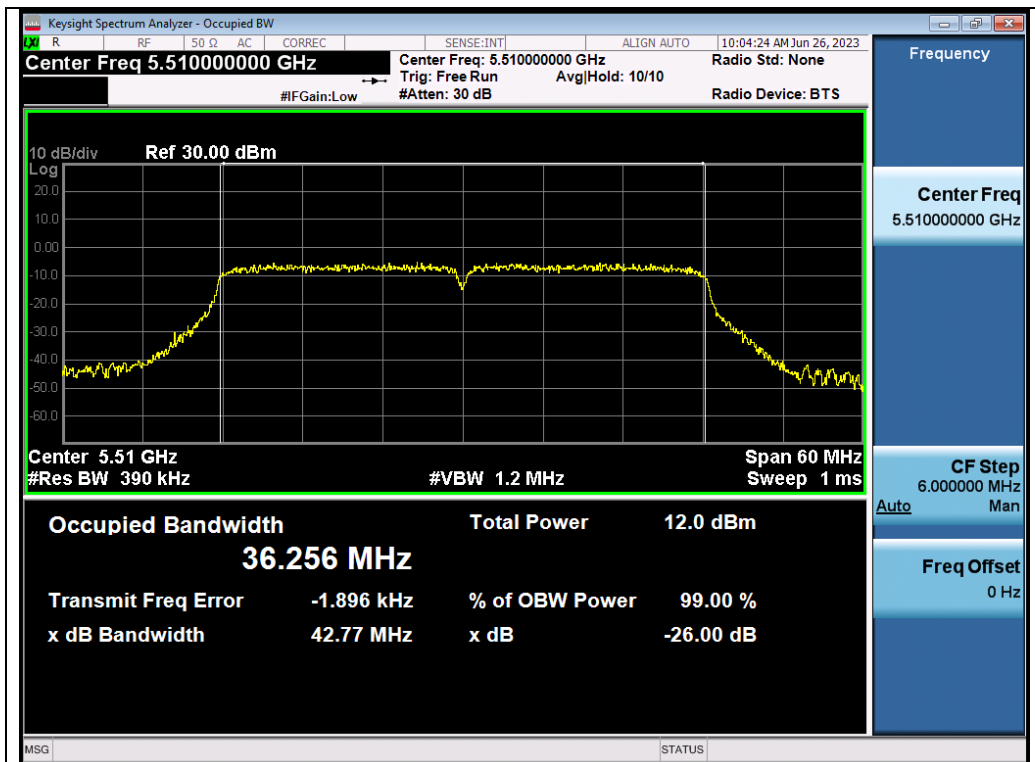 Keysight Spectrum Analyzer - Occupied BW
LXI R RF 50 Ω AC CORREC SENSE:INT ALIGN AUTO 10:04:24 AM Jun 26, 2023
Center Freq 5.510000000 GHz
Center Freq: 5.510000000 GHz
Radio Std: None
Trig: Free Run Avg|Hold: 10/10
#IFGain:Low
#Atten: 30 dB
Radio Device: BTS
10 dB/div Ref 30.00 dBm
Log
20.0
10.0
0.00
-10.0
-20.0
-30.0
-40.0
-50.0
-60.0
Center 5.51 GHz Span 60 MHz
#Res BW 390 kHz #VBW 1.2 MHz Sweep 1 ms
Occupied Bandwidth Total Power 12.0 dBm
36.256 MHz
Transmit Freq Error -1.896 kHz % of OBW Power 99.00 %
x dB Bandwidth 42.77 MHz x dB -26.00 dB
Frequency
Center Freq
5.510000000 GHz
CF Step
6.000000 MHz
Auto Man
Freq Offset
0 Hz
MSG STATUS